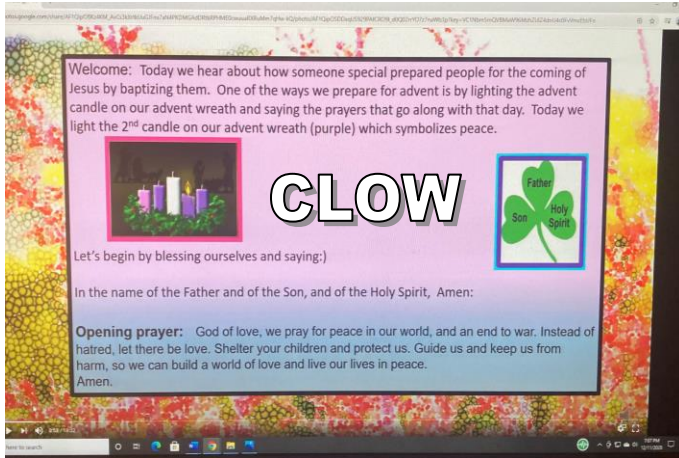 Welcome: Today we hear about how someone special prepared people for the coming of
Jesus by baptizing them. One of the ways we prepare for advent is by lighting the advent
candle on our advent wreath and saying the prayers that go along with that day. Today we
light the 2nd candle on our advent wreath (purple) which symbolizes peace.
CLOW
Father
Son
Holy
Spirit
Let's begin by blessing ourselves and saying:)
In the name of the Father and of the Son, and of the Holy Spirit, Amen:
Opening prayer: God of love, we pray for peace in our world, and an end to war. Instead of
hatred, let there be love. Shelter your children and protect us. Guide us and keep us from
harm, so we can build a world of love and live our lives in peace.
Amen.
here to search